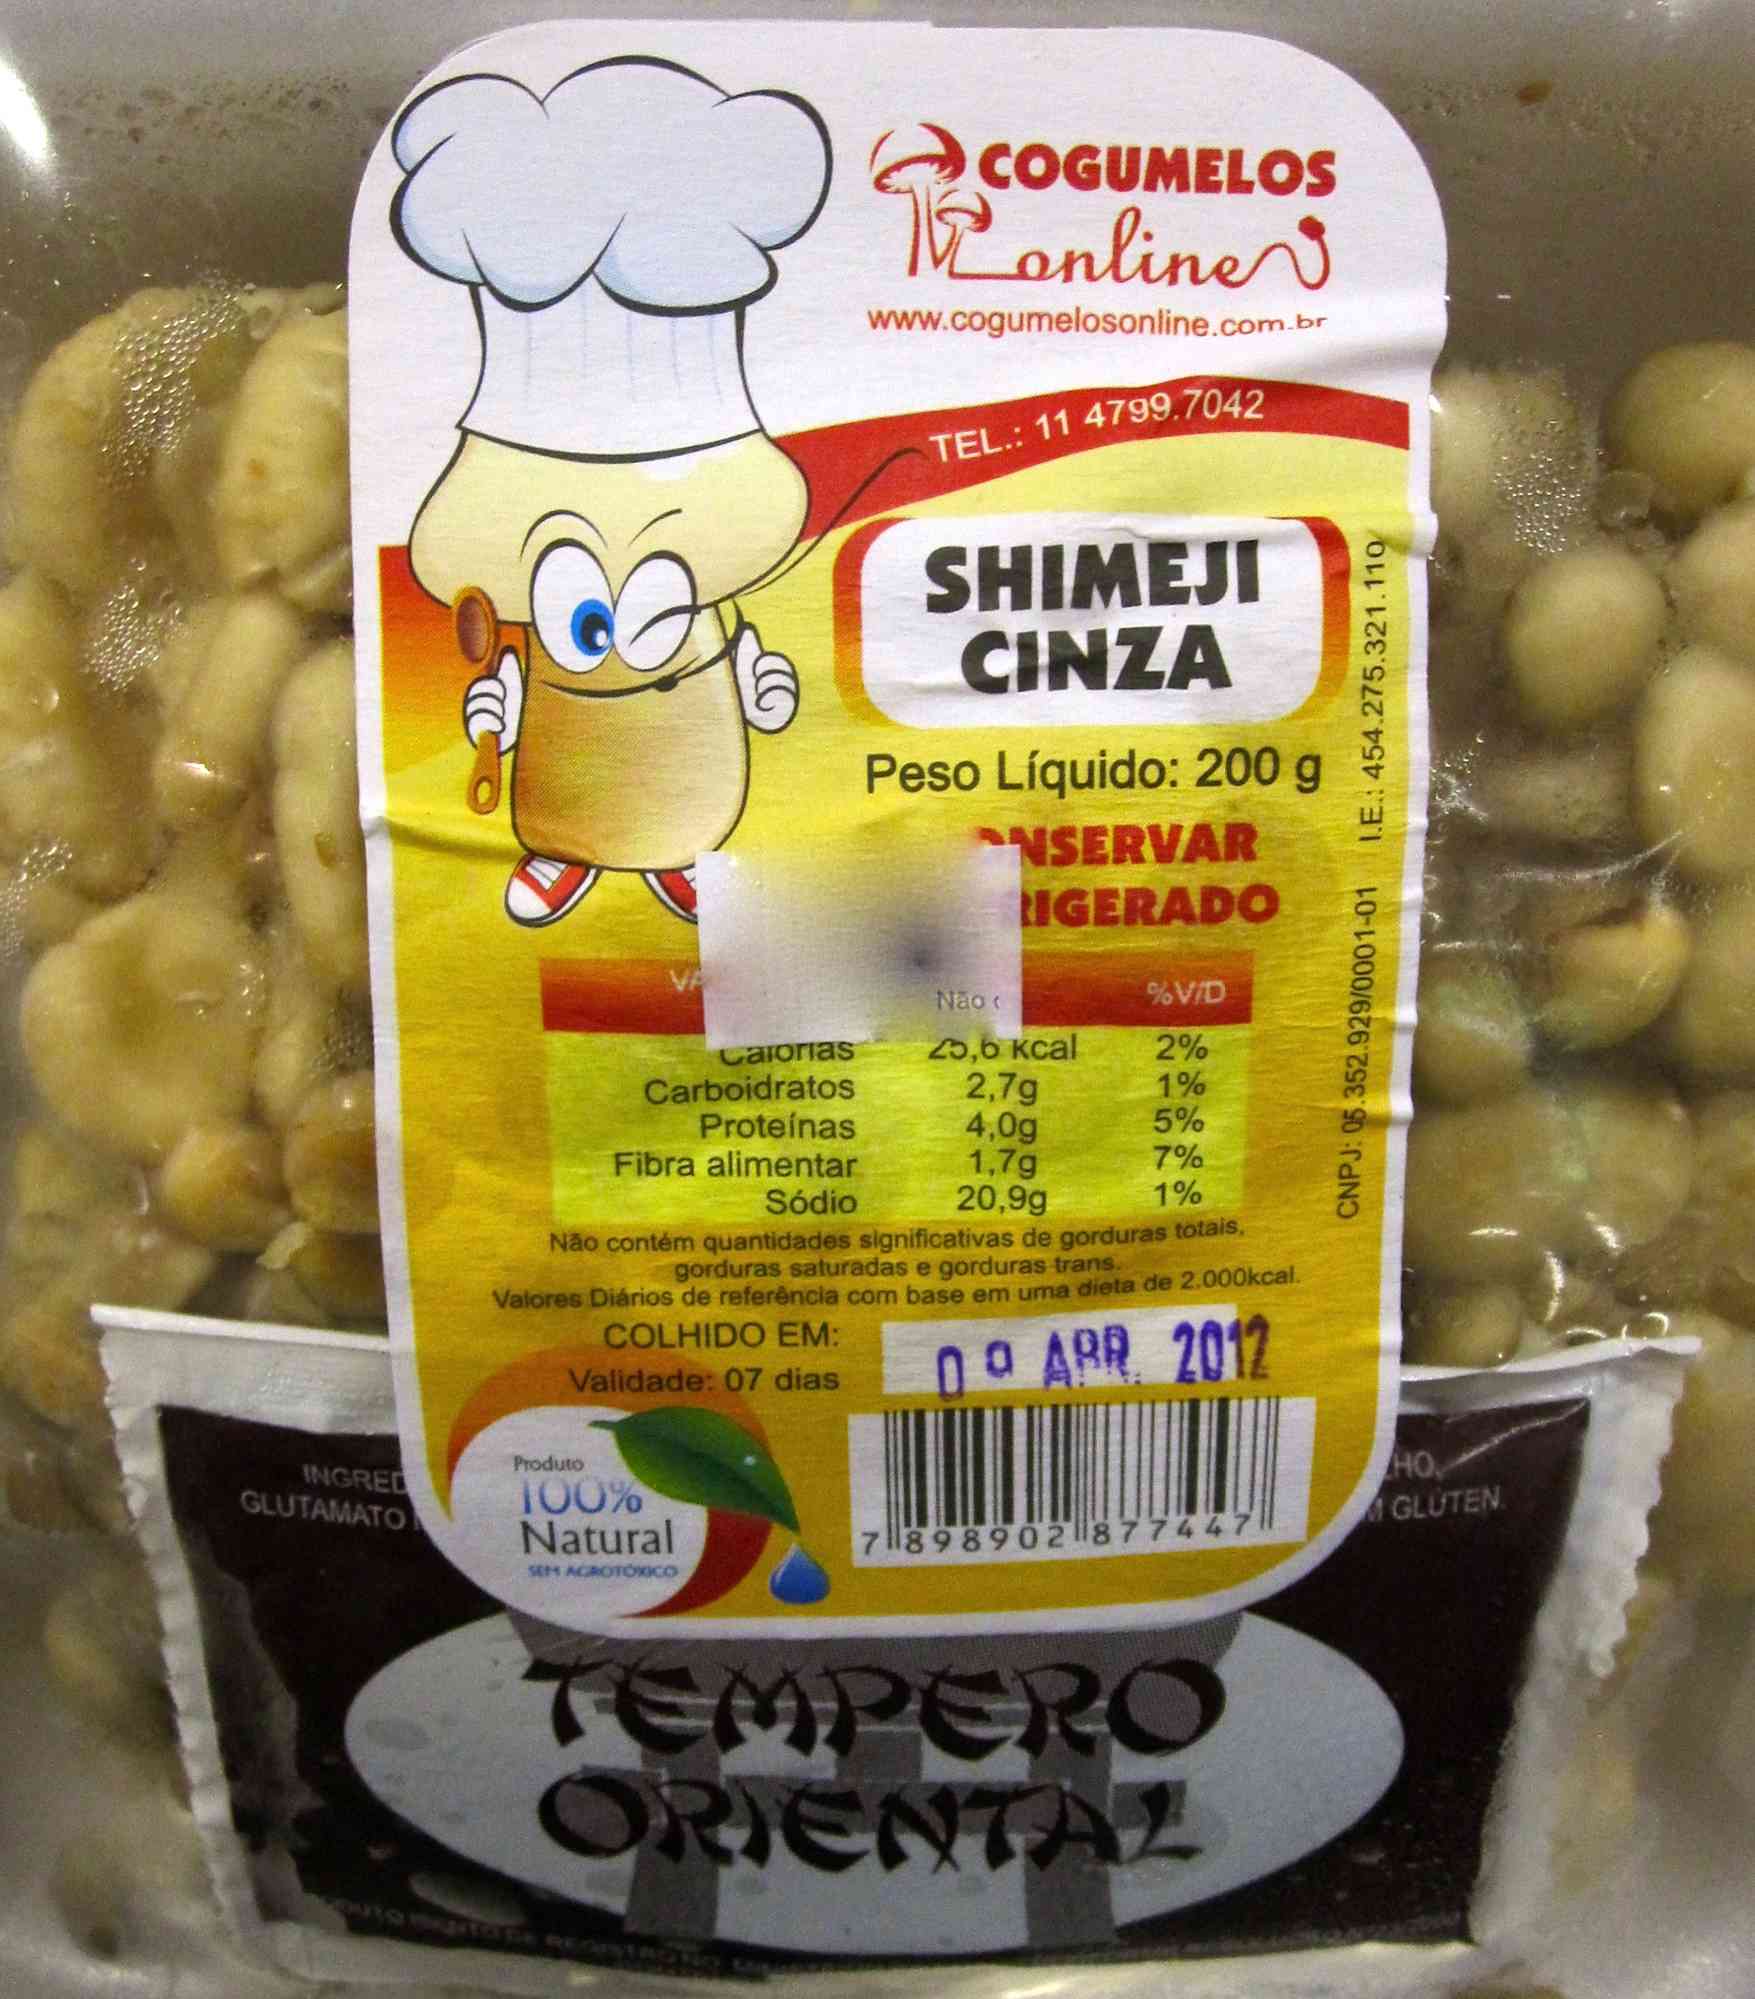 COGUMELOS
online
www.cogumelosonline.com.br
TEL.: 11 4799.7042
SHIMEJI
CINZA
Peso Líquido: 200 g
NSERVAR
RIGERADO
Não
%V/D
Calorias 25,6 kcal 2%
Carboidratos 2,7g 1%
Proteínas 4,0g 5%
Fibra alimentar 1,7g 7%
Sódio 20,9g 1%
Não contém quantidades significativas de gorduras totais,
gorduras saturadas e gorduras trans.
Valores Diários de referência com base em uma dieta de 2.000kcal.
COLHIDO EM:
Validade: 07 dias
ABR. 2012
Produto
100%
Natural
SEM AGROTÓXICO
7 898902 877447
CNPJ: 05.352.929/0001-01 I.E.: 454.275.321.110
INGRED
GLUTAMATO
LHO,
M GLÚTEN.
TEMPERO
ORIENTAL